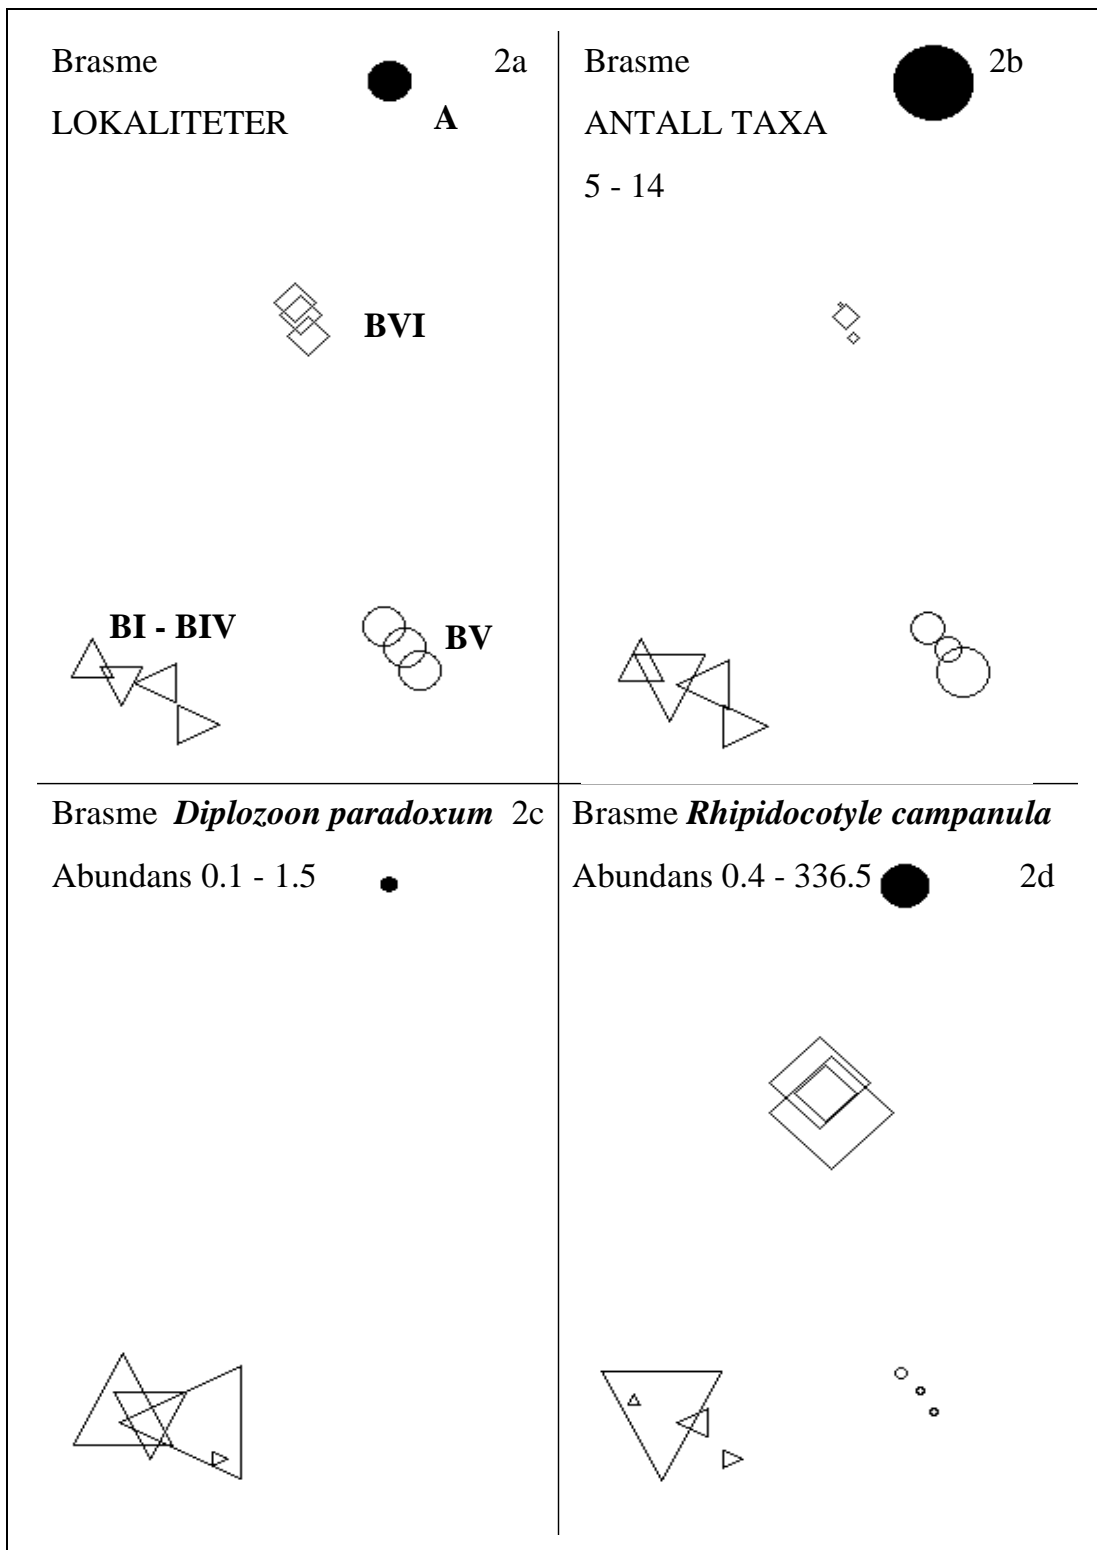 Brasme 2a
LOKALITETER A
BVI
BI - BIV
BV
Brasme 2b
ANTALL TAXA
5 - 14
Brasme Diplozoon paradoxum 2c
Abundans 0.1 - 1.5
Brasme Rhipidocotyle campanula
Abundans 0.4 - 336.5 2d